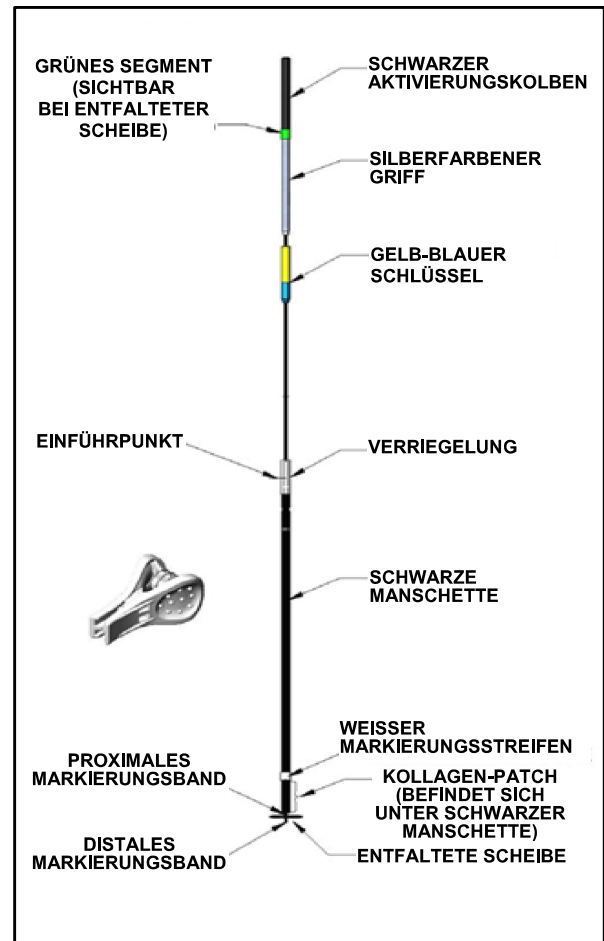 GRÜNES SEGMENT
(SICHTBAR
BEI ENTFALTETER
SCHEIBE)
SCHWARZER
AKTIVIERUNGSKOLBEN
SILBERFARBENER
GRIFF
GELB-BLAUER
SCHLÜSSEL
EINFÜHRPUNKT
VERRIEGELUNG
SCHWARZE
MANSCHETTE
WEISSER
MARKIERUNGSSTREIFEN
PROXIMALES
MARKIERUNGSBAND
KOLLAGEN-PATCH
(BEFINDET SICH
UNTER SCHWARZER
MANSCHETTE)
DISTALES
MARKIERUNGSBAND
ENTFALTETE SCHEIBE